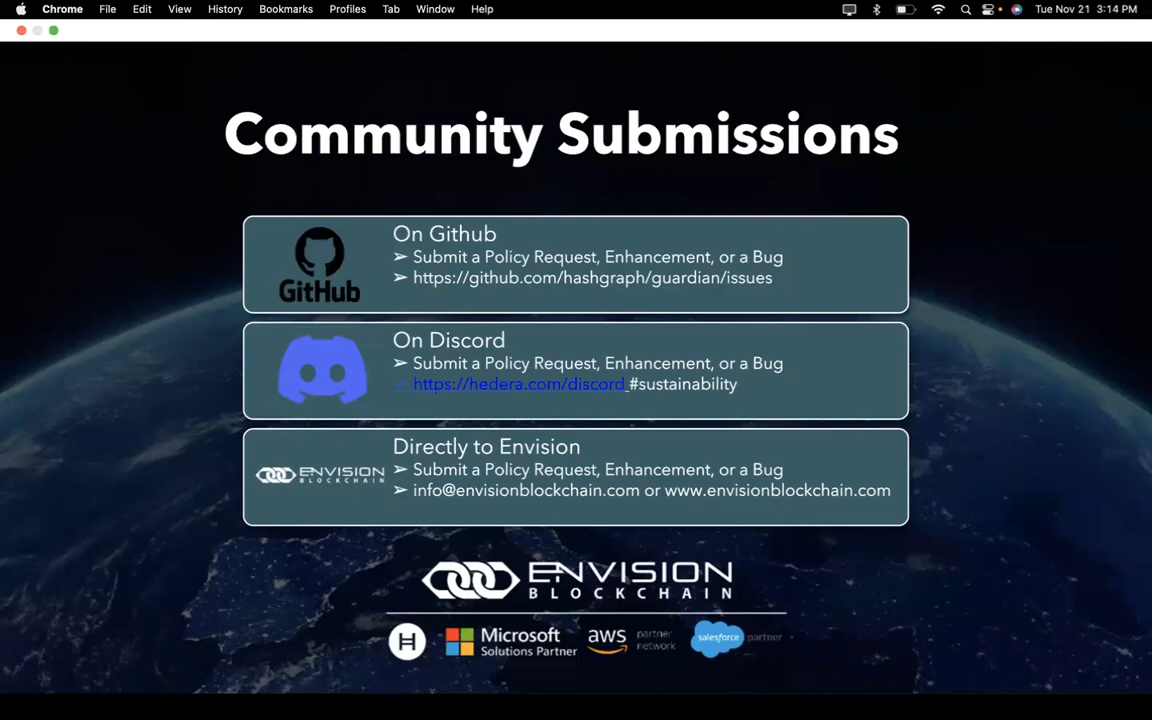 Chrome File Edit View History Bookmarks Profiles Tab Window Help Tue Nov 21 3:14 PM
Community Submissions
On Github
➢ Submit a Policy Request, Enhancement, or a Bug
➢ https://github.com/hashgraph/guardian/issues
GitHub
On Discord
➢ Submit a Policy Request, Enhancement, or a Bug
➢ https://hedera.com/discord #sustainability
Directly to Envision
➢ Submit a Policy Request, Enhancement, or a Bug
➢ info@envisionblockchain.com or www.envisionblockchain.com
ENVISION
BLOCKCHAIN
ENVISION
BLOCKCHAIN
H
Microsoft
Solutions Partner
aws partner
network
salesforce partner